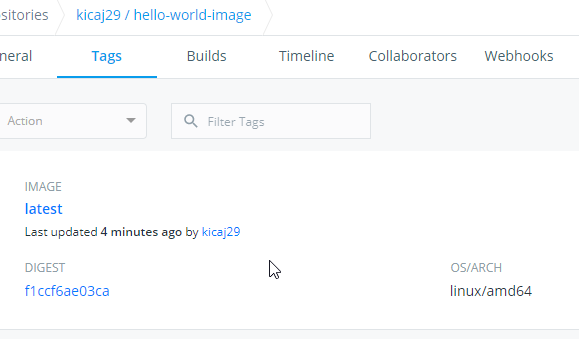 sitories kicaj29 / hello-world-image
neral Tags Builds Timeline Collaborators Webhooks
Action Filter Tags
IMAGE
latest
Last updated 4 minutes ago by kicaj29
DIGEST OS/ARCH
f1ccf6ae03ca linux/amd64